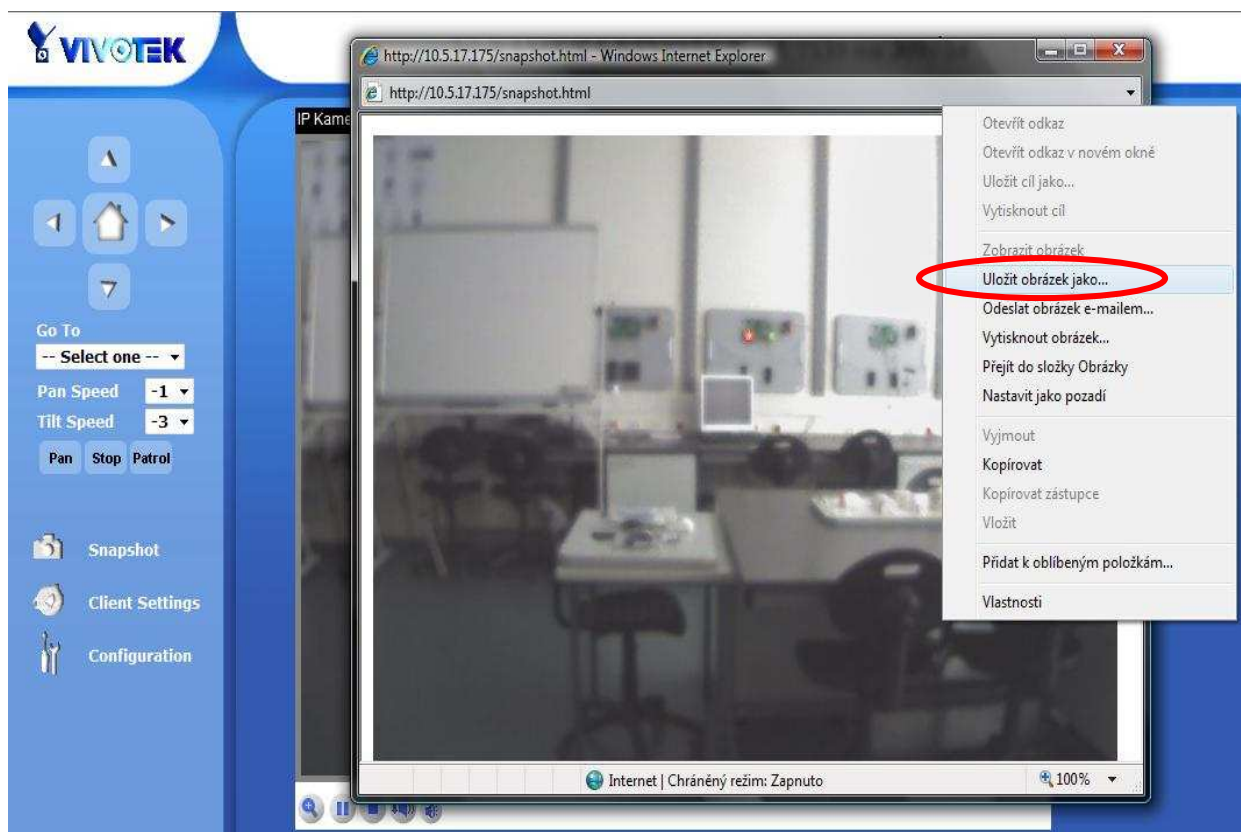 VIVOTEK
http://10.5.17.175/snapshot.html - Windows Internet Explorer
http://10.5.17.175/snapshot.html
IP Kame
Otevřít odkaz
Otevřít odkaz v novém okně
Uložit cíl jako...
Vytisknout cíl
Zobrazit obrázek
Uložit obrázek jako...
Odeslat obrázek e-mailem...
Vytisknout obrázek...
Přejít do složky Obrázky
Nastavit jako pozadí
Vyjmout
Kopírovat
Kopírovat zástupce
Vložit
Přidat k oblíbeným položkám...
Vlastnosti
Go To
-- Select one --
Pan Speed -1
Tilt Speed -3
Pan Stop Patrol
Snapshot
Client Settings
Configuration
Internet | Chráněný režim: Zapnuto
100%